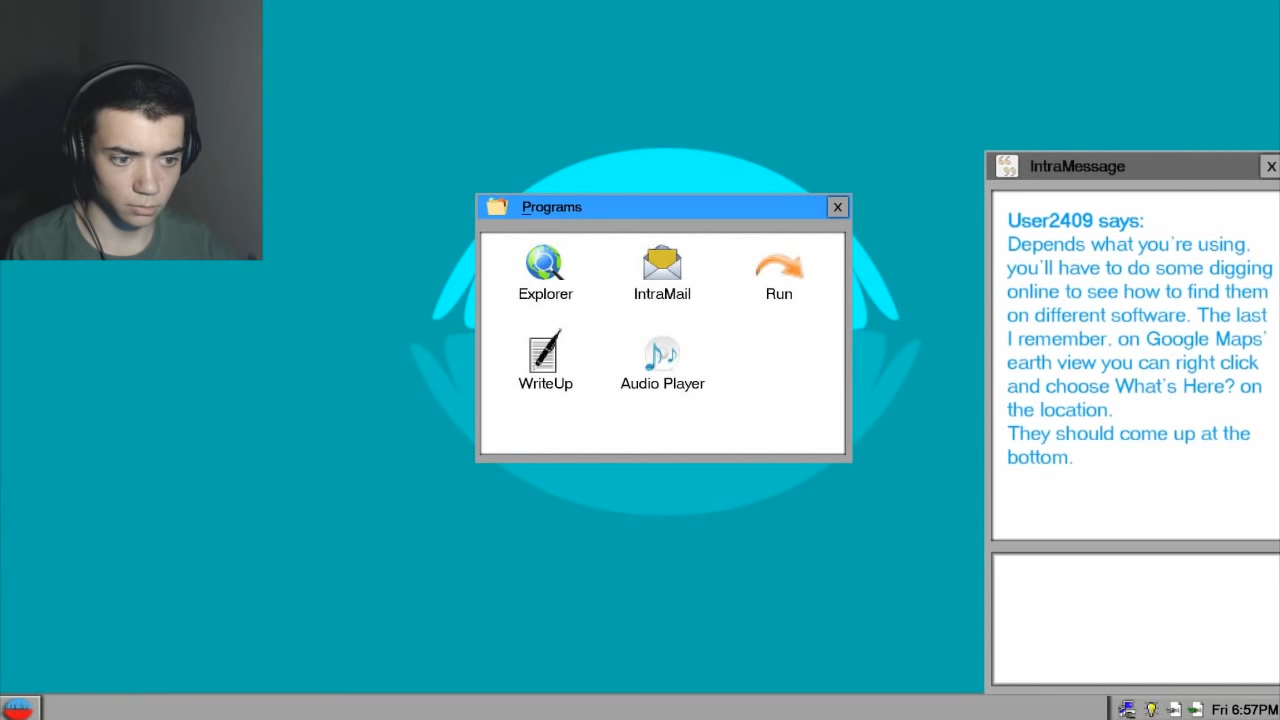 Programs
Explorer
IntraMail
Run
WriteUp
Audio Player
IntraMessage
User2409 says:
Depends what you're using,
you'll have to do some digging
online to see how to find them
on different software. The last
I remember, on Google Maps'
earth view you can right click
and choose What's Here? on
the location.
They should come up at the
bottom.
Fri 6:57PM